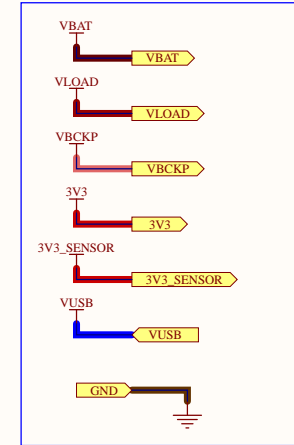 VBAT
VBAT
VLOAD
VLOAD
VBCKP
VBCKP
3V3
3V3
3V3_SENSOR
3V3_SENSOR
VUSB
VUSB
GND